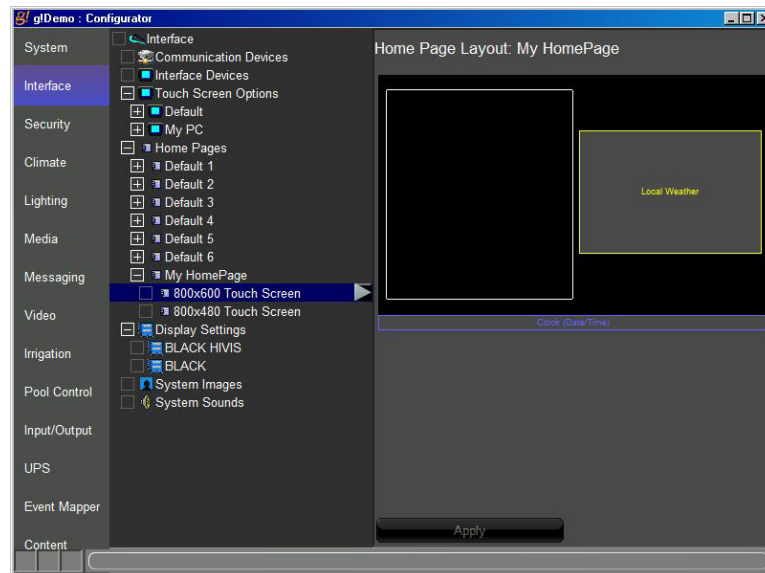 g! g!Demo : Configurator
System
Interface
Security
Climate
Lighting
Media
Messaging
Video
Irrigation
Pool Control
Input/Output
UPS
Event Mapper
Content
Interface
Communication Devices
Interface Devices
Touch Screen Options
Default
My PC
Home Pages
Default 1
Default 2
Default 3
Default 4
Default 5
Default 6
My HomePage
800x600 Touch Screen
800x480 Touch Screen
Display Settings
BLACK HIVIS
BLACK
System Images
System Sounds
Home Page Layout: My HomePage
Local Weather
Clock (Date/Time)
Apply